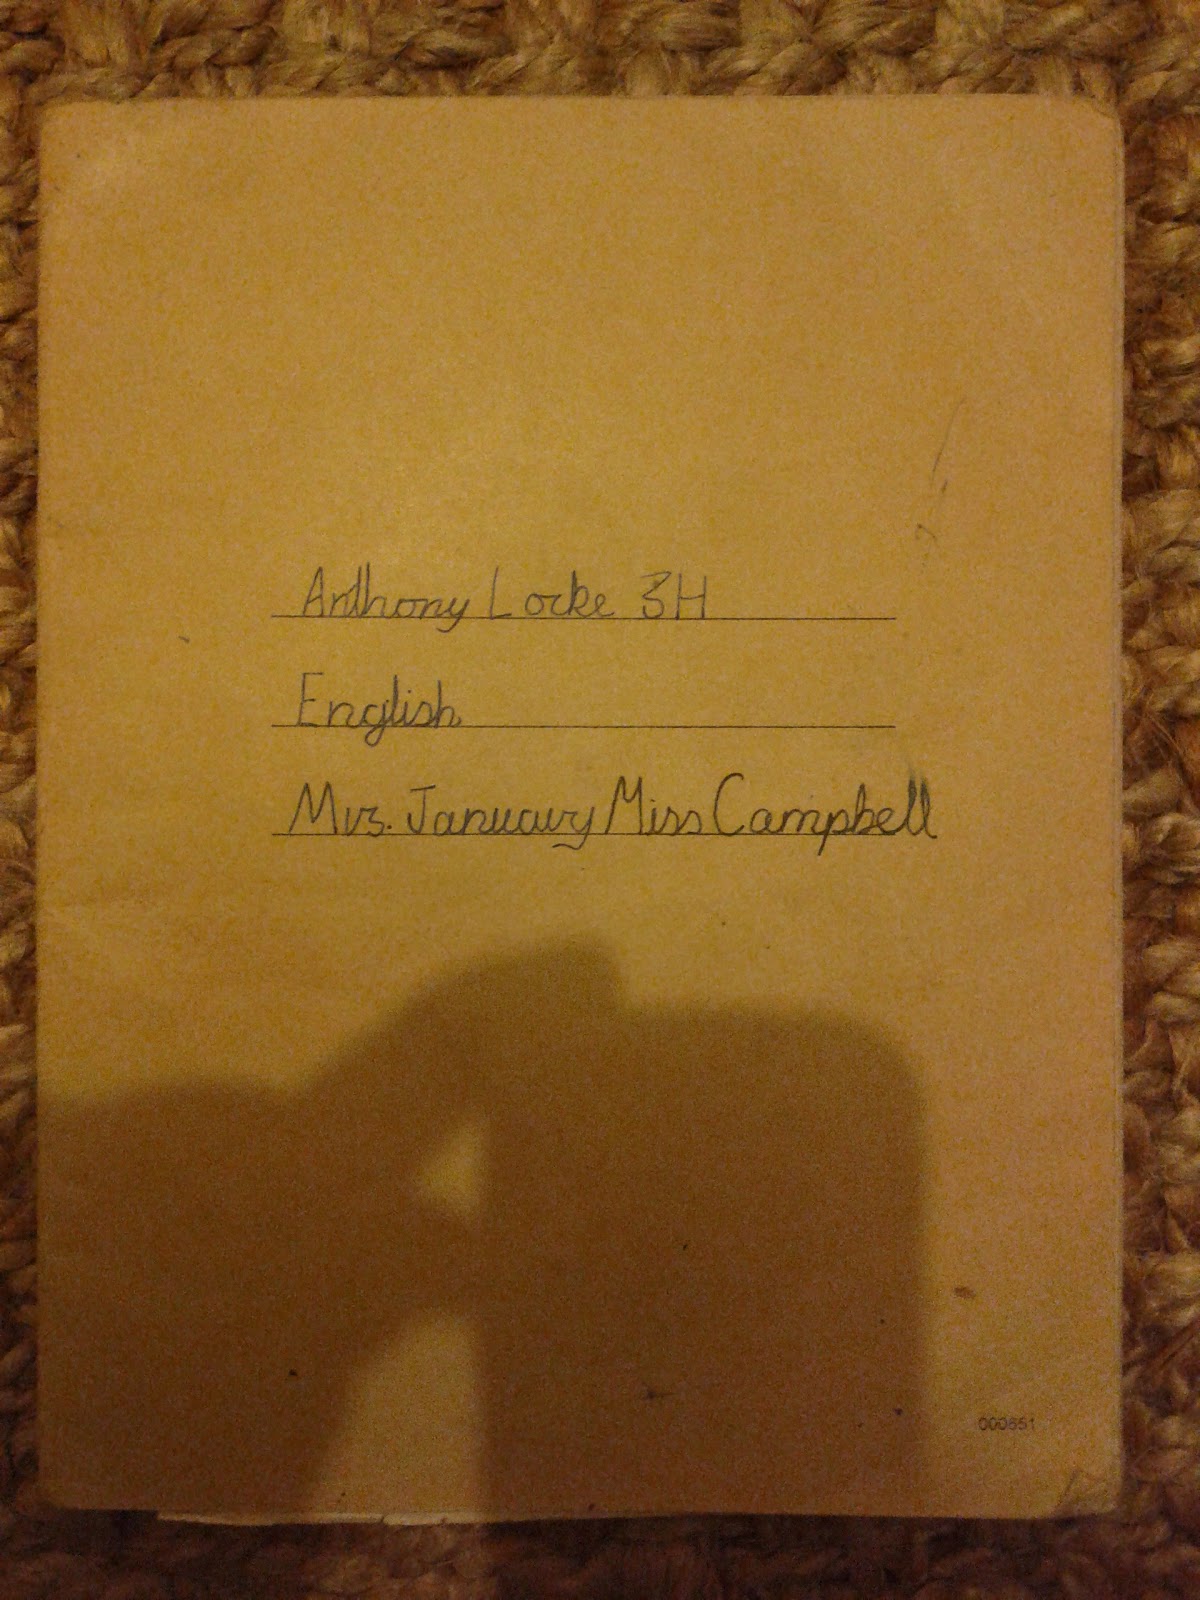 Anthony Locke 3H
English
Mrs. January Miss Campbell
000651